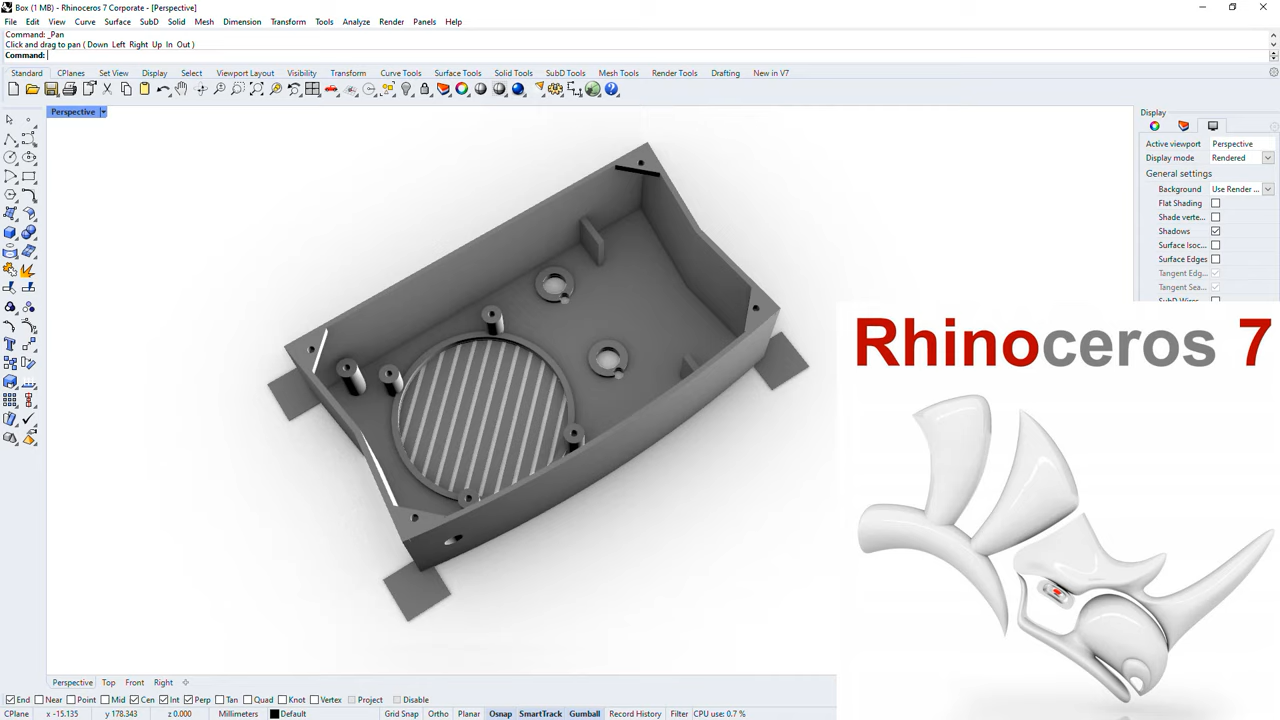 Box (1 MB) - Rhinoceros 7 Corporate - [Perspective]
File Edit View Curve Surface SubD Solid Mesh Dimension Transform Tools Analyze Render Panels Help
Command: _Pan
Click and drag to pan ( Down Left Right Up In Out )
Command:
Standard CPlanes Set View Display Select Viewport Layout Visibility Transform Curve Tools Surface Tools Solid Tools SubD Tools Mesh Tools Render Tools Drafting New in V7
Perspective
Display
Active viewport Perspective
Display mode Rendered
General settings
Background Use Render ...
Flat Shading
Shade verte...
Shadows
Surface Isoc...
Surface Edges
Tangent Edg...
Tangent Sea...
Rhinoceros 7
Perspective Top Front Right
End Near Point Mid Cen Int Perp Tan Quad Knot Vertex Project Disable
x -15.135 y 178.343 z 0.000 Millimeters Default Grid Snap Ortho Planar Osnap SmartTrack Gumball Record History Filter CPU use: 0.7 %